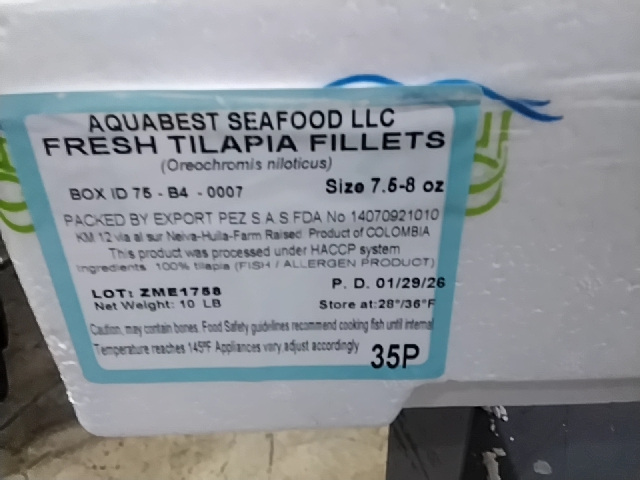 AQUABEST SEAFOOD LLC
FRESH TILAPIA FILLETS
(Oreochromis niloticus)
BOX ID 75 - B4 - 0007 Size 7.5-8 oz
PACKED BY EXPORT PEZ S.A.S FDA No 14070921010
KM 12 via al sur Neiva-Huila-Farm Raised. Product of COLOMBIA
This product was processed under HACCP system
Ingredients 100% tilapia (FISH / ALLERGEN PRODUCT)
LOT: ZME1758 P. D. 01/29/26
Net Weight: 10 LB Store at:28°/36°F
Caution, may contain bones. Food Safety guidelines recommend cooking fish until internal
Temperature reaches 145°F Appliances vary, adjust accordingly 35P